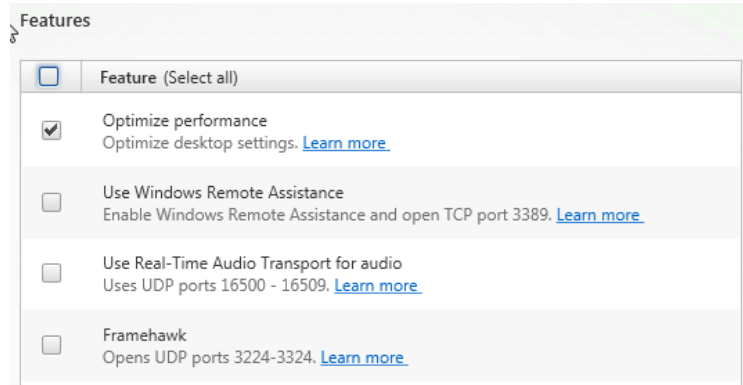 Features
Feature (Select all)
Optimize performance
Optimize desktop settings. Learn more
Use Windows Remote Assistance
Enable Windows Remote Assistance and open TCP port 3389. Learn more
Use Real-Time Audio Transport for audio
Uses UDP ports 16500 - 16509. Learn more
Framehawk
Opens UDP ports 3224-3324. Learn more